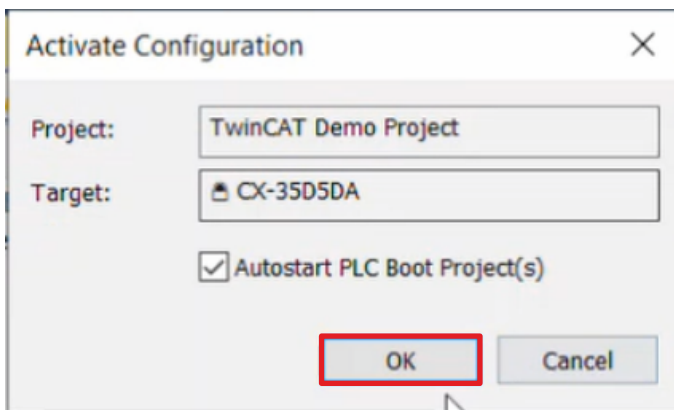 Activate Configuration
Project: TwinCAT Demo Project
Target: CX-35D5DA
Autostart PLC Boot Project(s)
OK Cancel